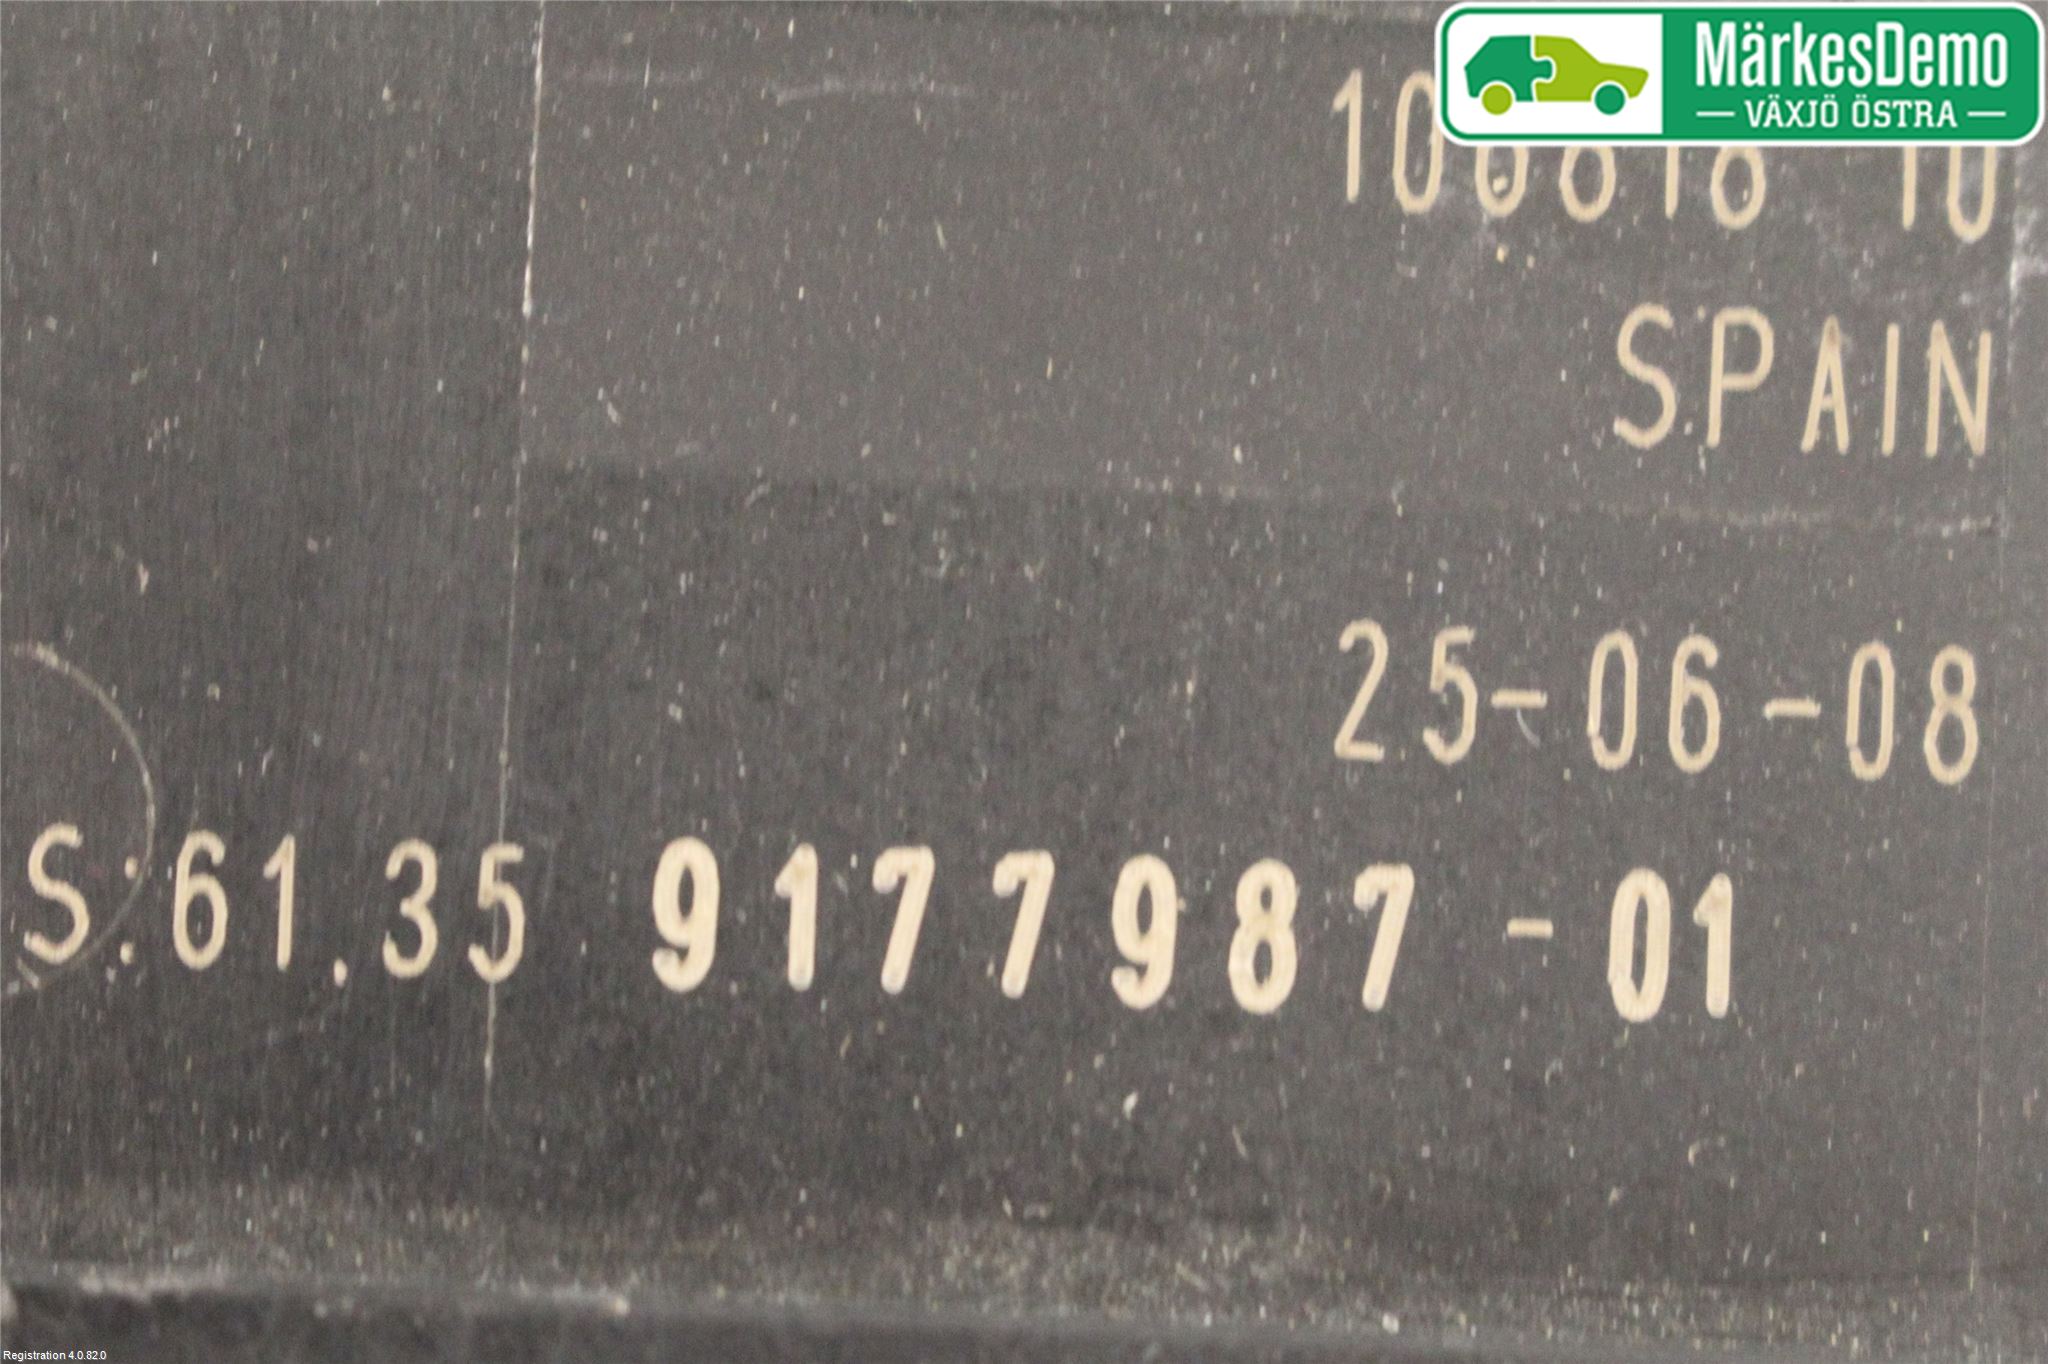 MärkesDemo
VÄXJÖ ÖSTRA
SPAIN
25-06-08
S:61.35 9177987-01
Registration 4.0.82.0